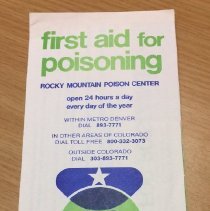 first aid for
poisoning
ROCKY MOUNTAIN POISON CENTER
open 24 hours a day
every day of the year
WITHIN METRO DENVER
DIAL 893-7771
IN OTHER AREAS OF COLORADO
DIAL TOLL FREE 800-332-3073
OUTSIDE COLORADO
DIAL 303-893-7771